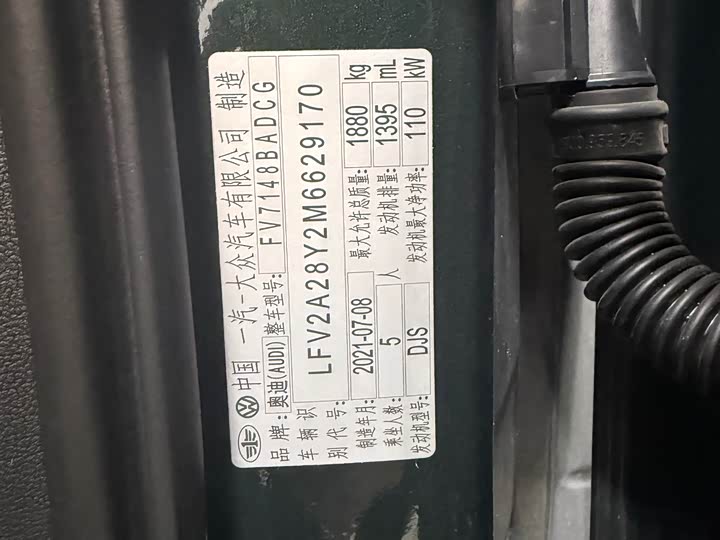 中国 一汽-大众汽车有限公司 制造
品牌: 奥迪(AUDI) 整车型号: FV7148BADCG
车辆识别代号: LFV2A28Y2M6629170
制造年月: 2021-07-08 最大允许总质量: 1880 kg
乘坐人数: 5 人 发动机排量: 1395 mL
发动机型号: DJS 发动机最大净功率: 110 kW